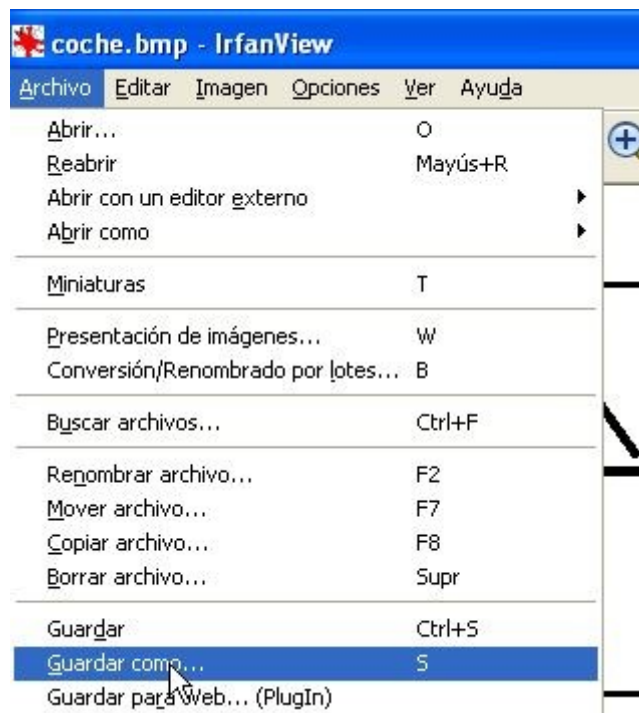 coche.bmp - IrfanView
Archivo Editar Imagen Opciones Ver Ayuda
Abrir... O
Reabrir Mayús+R
Abrir con un editor externo
Abrir como
Miniaturas T
Presentación de imágenes... W
Conversión/Renombrado por lotes... B
Buscar archivos... Ctrl+F
Renombrar archivo... F2
Mover archivo... F7
Copiar archivo... F8
Borrar archivo... Supr
Guardar Ctrl+S
Guardar como... S
Guardar para Web... (PlugIn)